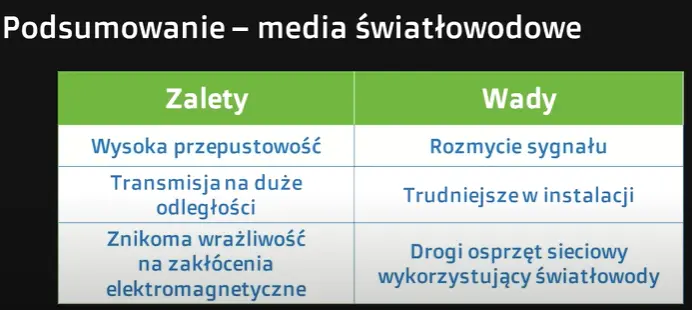 Podsumowanie – media światłowodowe
Zalety
Wady
Wysoka przepustowość
Rozmycie sygnału
Transmisja na duże
odległości
Trudniejsze w instalacji
Znikoma wrażliwość
na zakłócenia
elektromagnetyczne
Drogi osprzęt sieciowy
wykorzystujący światłowody